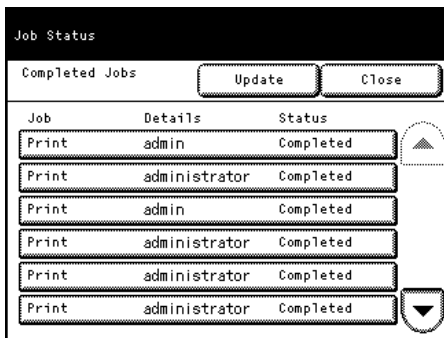 Job Status
Completed Jobs Update Close
Job Details Status
Print admin Completed
Print administrator Completed
Print admin Completed
Print administrator Completed
Print administrator Completed
Print administrator Completed